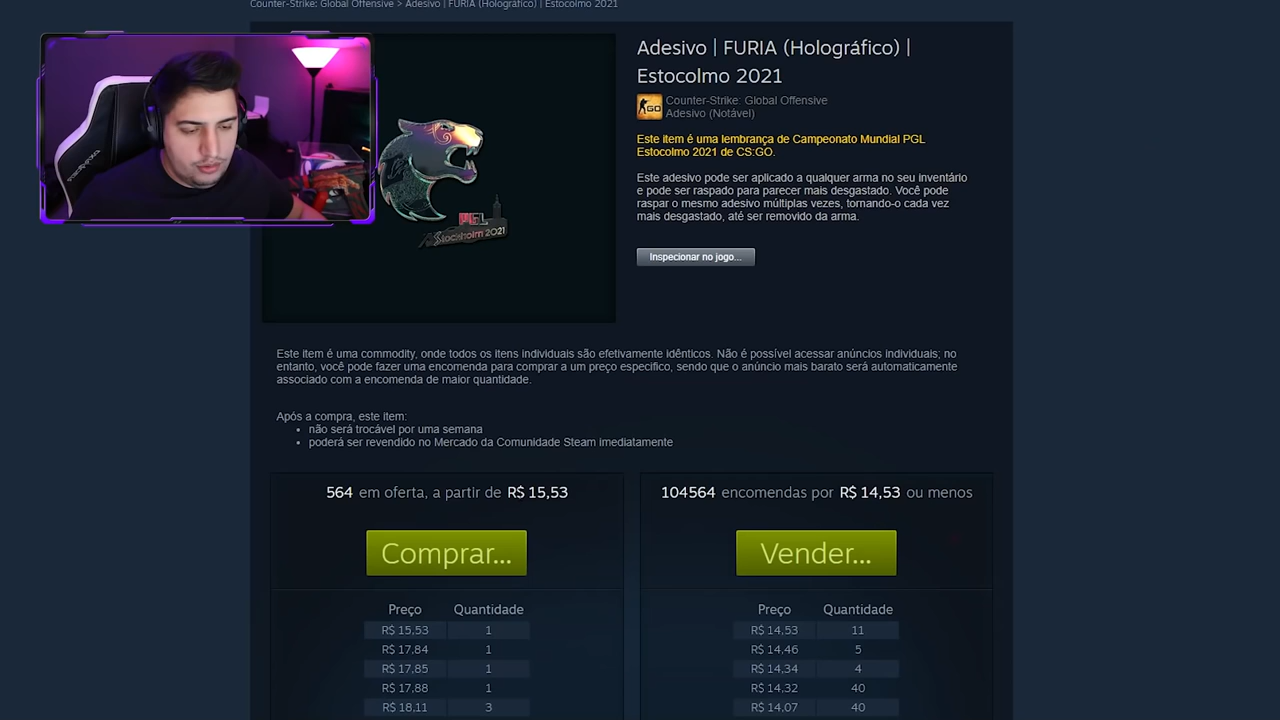 Counter-Strike: Global Offensive > Adesivo | FURIA (Holográfico) | Estocolmo 2021
Adesivo | FURIA (Holográfico) |
Estocolmo 2021
GO
Counter-Strike: Global Offensive
Adesivo (Notável)
Este item é uma lembrança de Campeonato Mundial PGL
Estocolmo 2021 de CS:GO.
Este adesivo pode ser aplicado a qualquer arma no seu inventário
e pode ser raspado para parecer mais desgastado. Você pode
raspar o mesmo adesivo múltiplas vezes, tornando-o cada vez
mais desgastado, até ser removido da arma.
Inspecionar no jogo...
PGL
Stockholm 2021
Este item é uma commodity, onde todos os itens individuais são efetivamente idênticos. Não é possível acessar anúncios individuais; no
entanto, você pode fazer uma encomenda para comprar a um preço específico, sendo que o anúncio mais barato será automaticamente
associado com a encomenda de maior quantidade.
Após a compra, este item:
• não será trocável por uma semana
• poderá ser revendido no Mercado da Comunidade Steam imediatamente
564 em oferta, a partir de R$ 15,53
Comprar...
Preço Quantidade
R$ 15,53 1
R$ 17,84 1
R$ 17,85 1
R$ 17,88 1
R$ 18,11 3
104564 encomendas por R$ 14,53 ou menos
Vender...
Preço Quantidade
R$ 14,53 11
R$ 14,46 5
R$ 14,34 4
R$ 14,32 40
R$ 14,07 40